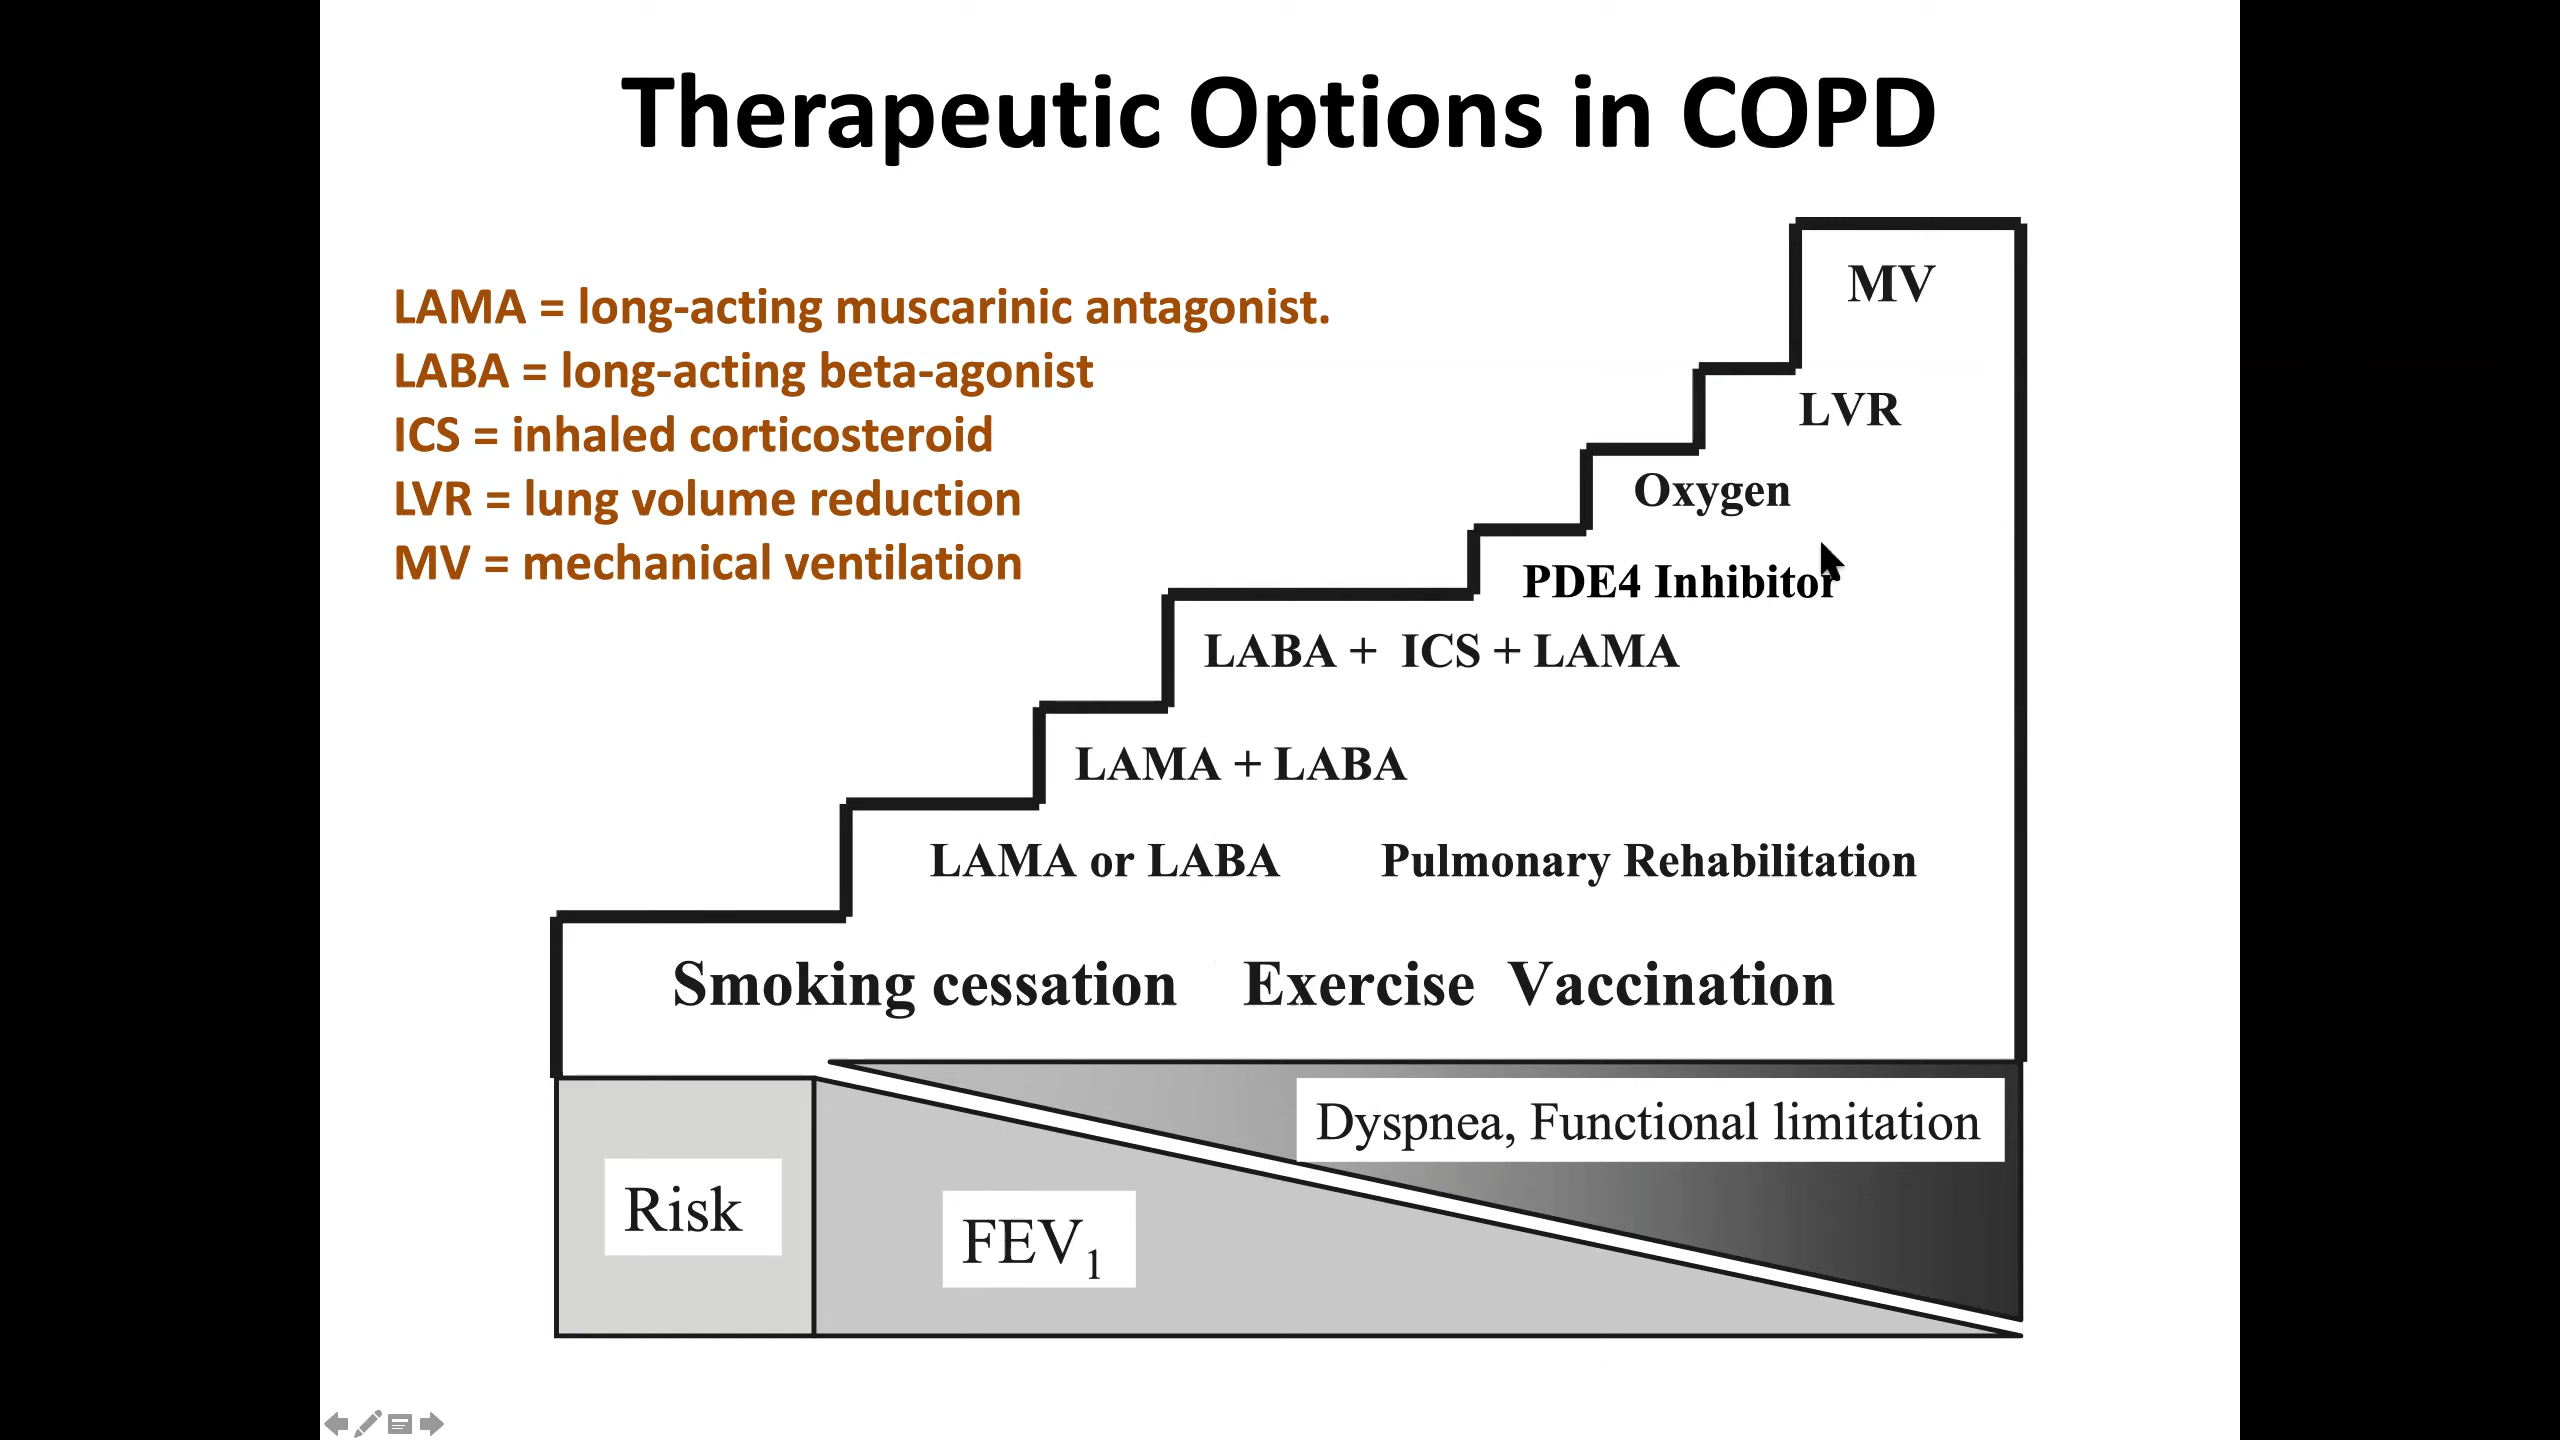 Therapeutic Options in COPD
LAMA = long-acting muscarinic antagonist.
LABA = long-acting beta-agonist
ICS = inhaled corticosteroid
LVR = lung volume reduction
MV = mechanical ventilation
MV
LVR
Oxygen
PDE4 Inhibitor
LABA + ICS + LAMA
LAMA + LABA
LAMA or LABA Pulmonary Rehabilitation
Smoking cessation Exercise Vaccination
Dyspnea, Functional limitation
Risk
FEV₁